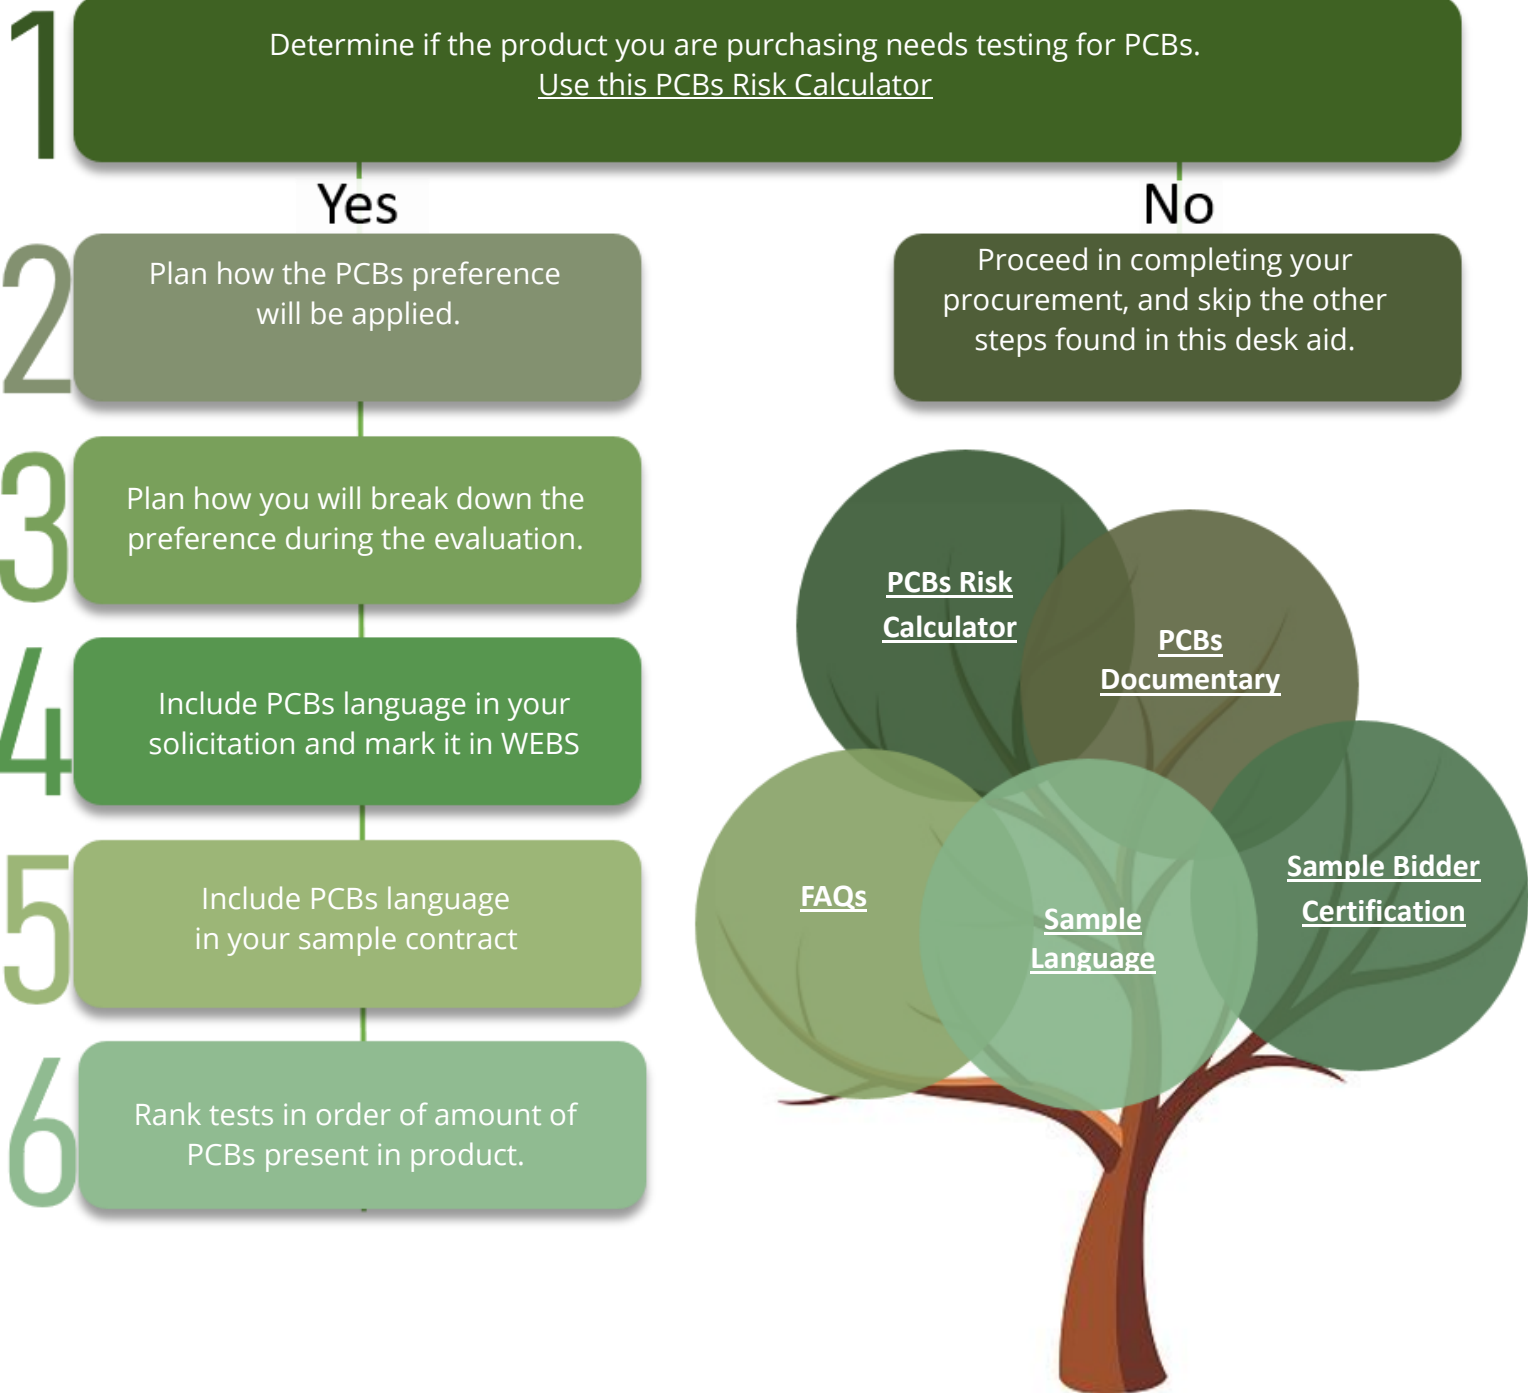 1
Determine if the product you are purchasing needs testing for PCBs.
Use this PCBs Risk Calculator
Yes
No
2
Plan how the PCBs preference
will be applied.
Proceed in completing your
procurement, and skip the other
steps found in this desk aid.
3
Plan how you will break down the
preference during the evaluation.
4
Include PCBs language in your
solicitation and mark it in WEBS
5
Include PCBs language
in your sample contract
6
Rank tests in order of amount of
PCBs present in product.
PCBs Risk
Calculator
PCBs
Documentary
FAQs
Sample
Language
Sample Bidder
Certification